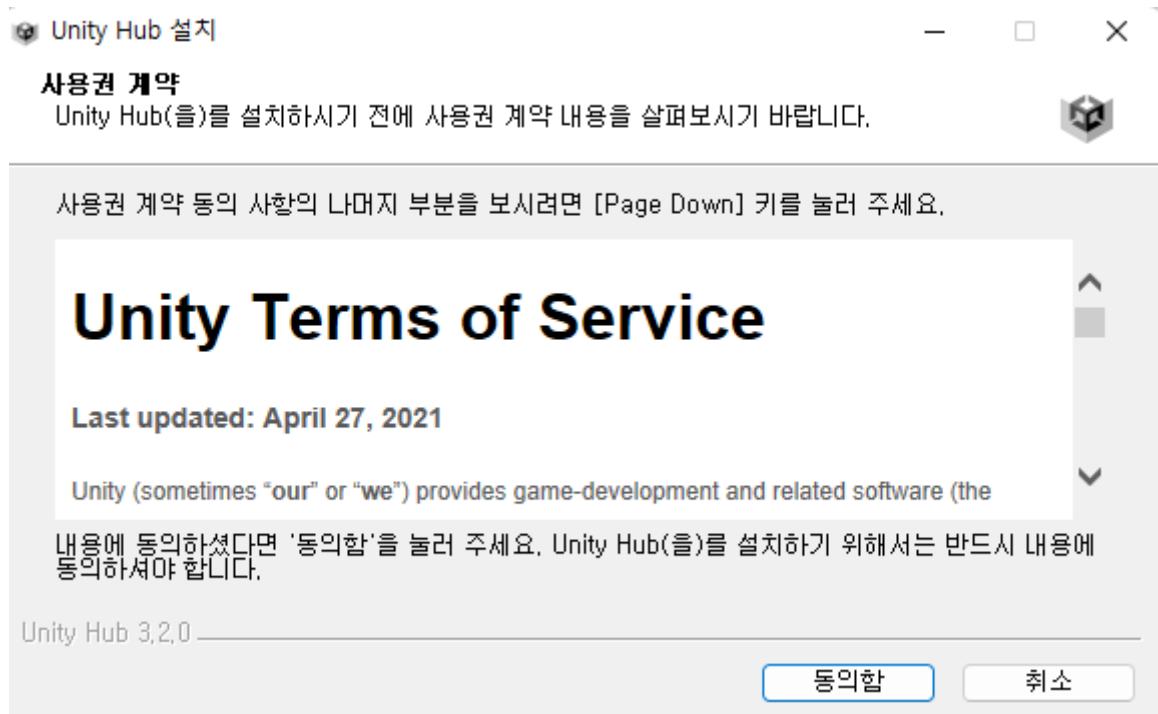 Unity Hub 설치
사용권 계약
Unity Hub(을)를 설치하시기 전에 사용권 계약 내용을 살펴보시기 바랍니다.
사용권 계약 동의 사항의 나머지 부분을 보시려면 [Page Down] 키를 눌러 주세요.
Unity Terms of Service
Last updated: April 27, 2021
Unity (sometimes “our” or “we”) provides game-development and related software (the
내용에 동의하셨다면 '동의함'을 눌러 주세요. Unity Hub(을)를 설치하기 위해서는 반드시 내용에
동의하셔야 합니다.
Unity Hub 3.2.0
동의함 취소